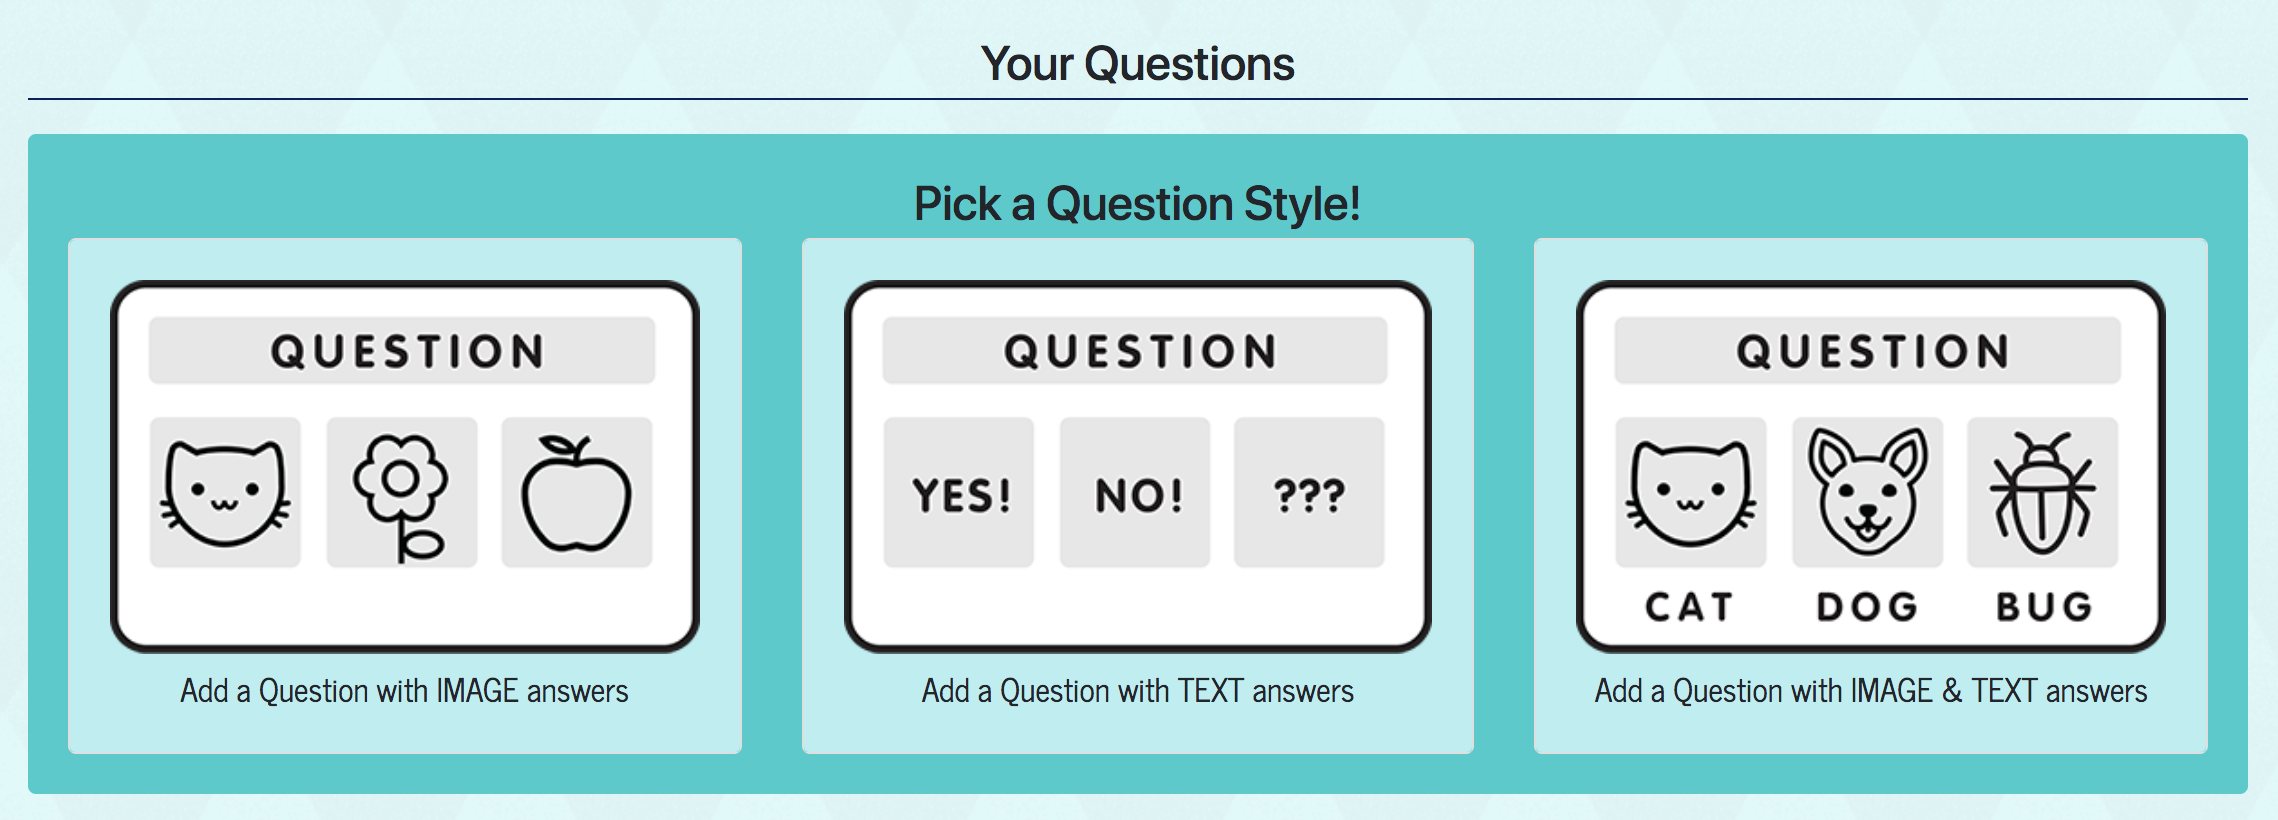 Your Questions
Pick a Question Style!
QUESTION
Add a Question with IMAGE answers
QUESTION
YES! NO! ???
Add a Question with TEXT answers
QUESTION
CAT DOG BUG
Add a Question with IMAGE & TEXT answers